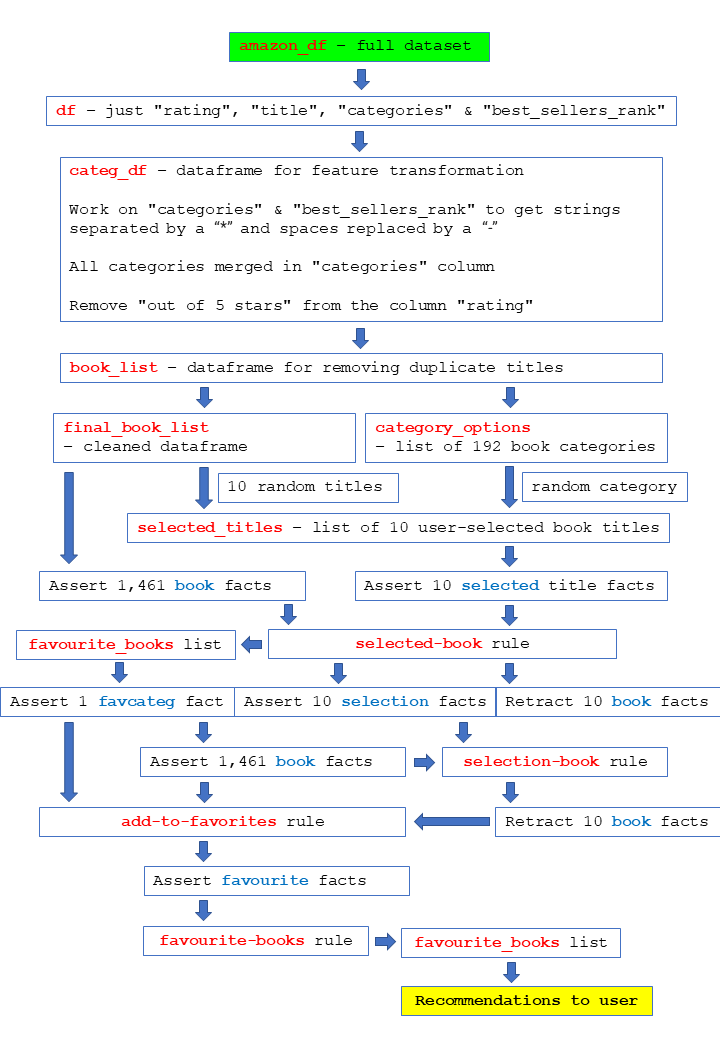 amazon_df – full dataset
df – just "rating", "title", "categories" & "best_sellers_rank"
categ_df – dataframe for feature transformation
Work on "categories" & "best_sellers_rank" to get strings
separated by a “*” and spaces replaced by a “-”
All categories merged in "categories" column
Remove "out of 5 stars" from the column "rating"
book_list – dataframe for removing duplicate titles
final_book_list
– cleaned dataframe
category_options
– list of 192 book categories
10 random titles
random category
selected_titles – list of 10 user-selected book titles
Assert 1,461 book facts
Assert 10 selected title facts
favourite_books list
selected-book rule
Assert 1 favcateg fact
Assert 10 selection facts
Retract 10 book facts
Assert 1,461 book facts
selection-book rule
add-to-favorites rule
Retract 10 book facts
Assert favourite facts
favourite-books rule
favourite_books list
Recommendations to user